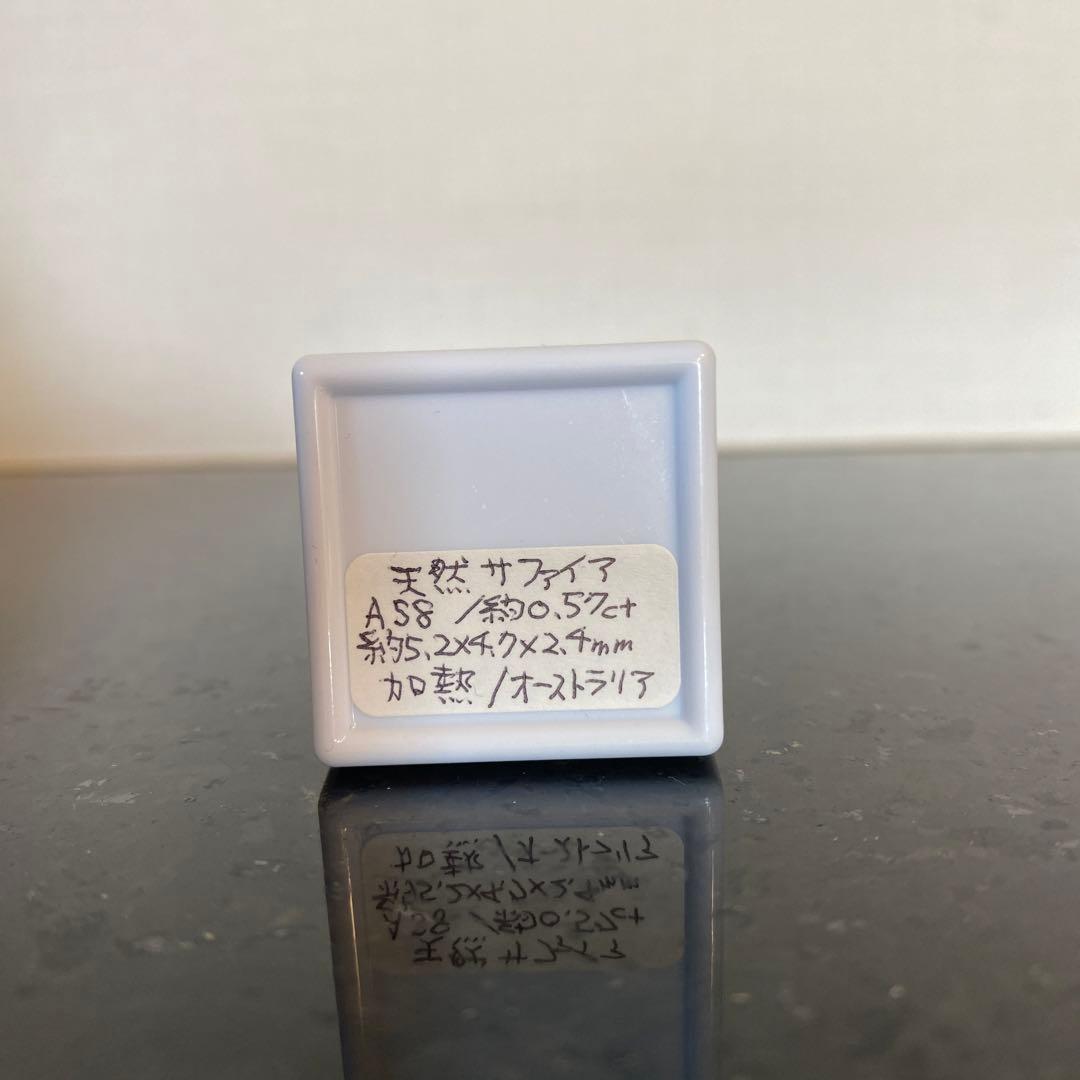 天然サファイア
A58 /約0.57ct
約5.2×4.7×2.4mm
加熱/オーストラリア